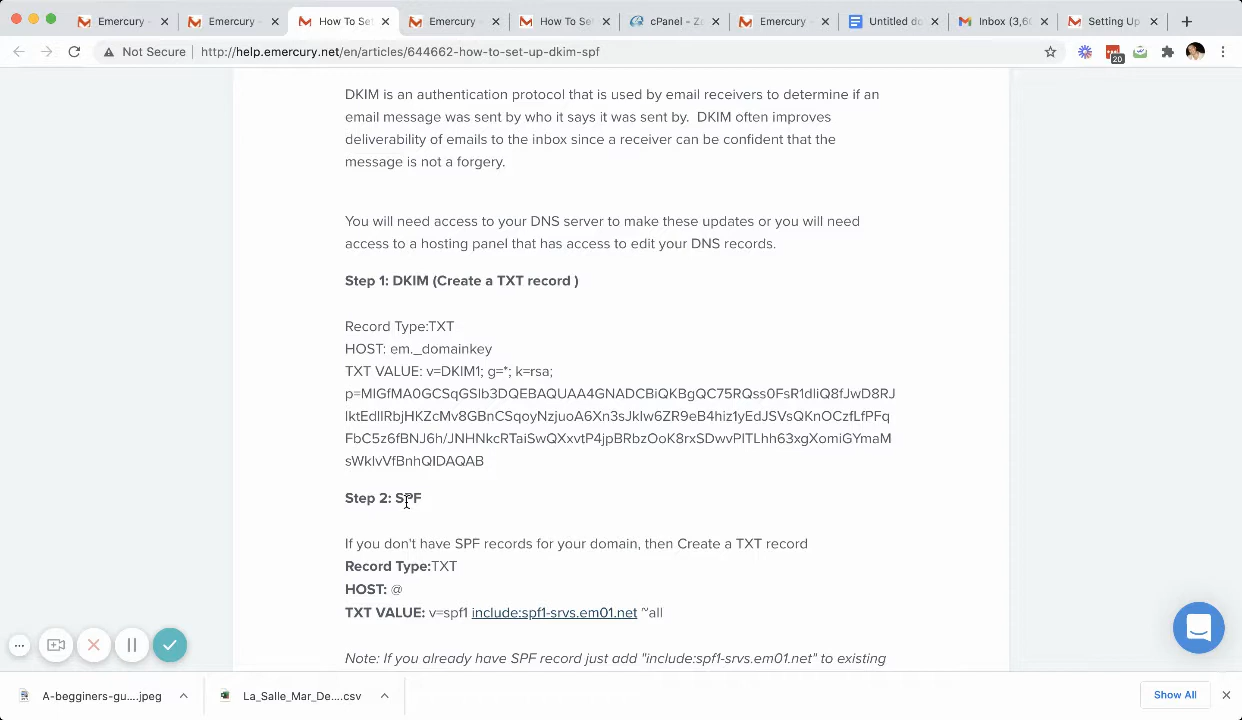 Emercury
Emercury
How To Set
Emercury
How To Set
cPanel - Ze
Emercury
Untitled do
Inbox (3,6
Setting Up
Not Secure
http://help.emercury.net/en/articles/644662-how-to-set-up-dkim-spf
20
DKIM is an authentication protocol that is used by email receivers to determine if an
email message was sent by who it says it was sent by. DKIM often improves
deliverability of emails to the inbox since a receiver can be confident that the
message is not a forgery.
You will need access to your DNS server to make these updates or you will need
access to a hosting panel that has access to edit your DNS records.
Step 1: DKIM (Create a TXT record )
Record Type:TXT
HOST: em._domainkey
TXT VALUE: v=DKIM1; g=*; k=rsa;
Step 2: SPF
If you don't have SPF records for your domain, then Create a TXT record
Record Type:TXT
HOST: @
TXT VALUE: v=spf1 include:spf1-srvs.em01.net ~all
Note: If you already have SPF record just add "include:spf1-srvs.em01.net" to existing
A-begginers-gu....jpeg
La_Salle_Mar_De....csv
Show All